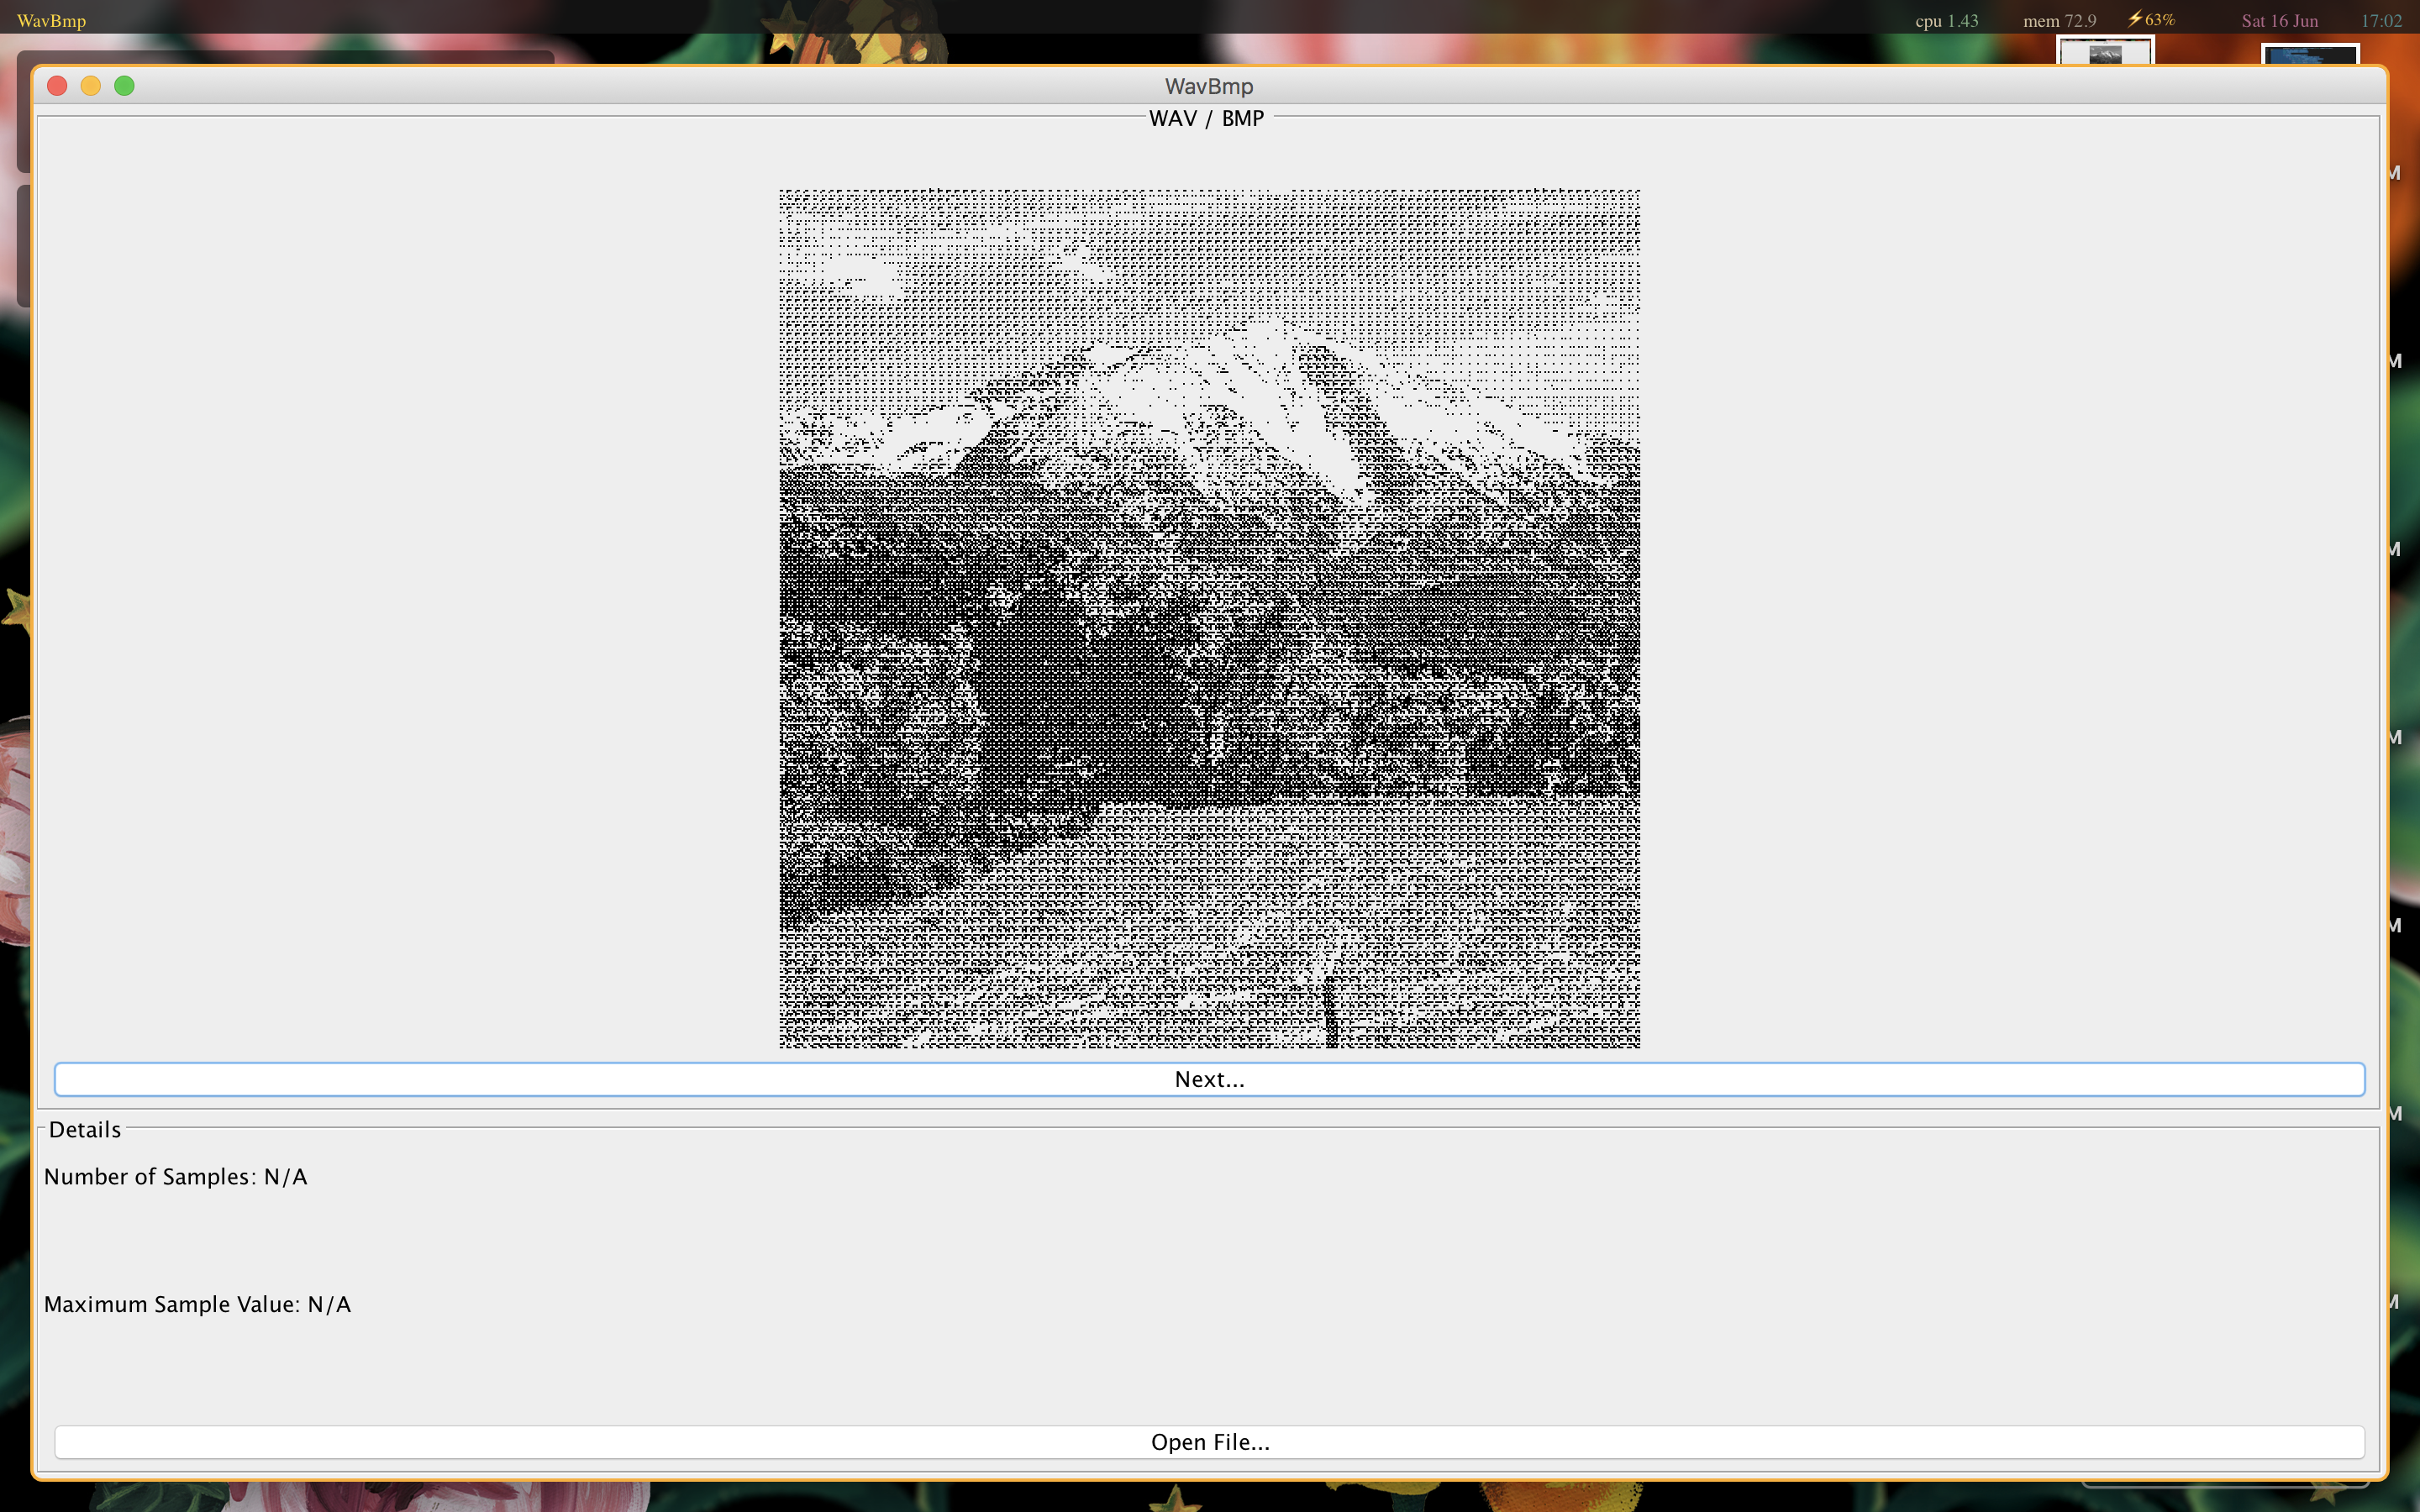 WavBmp
cpu 1.43 mem 72.9 ⚡63% Sat 16 Jun 17:02
WavBmp
WAV / BMP
M
M
M
M
M
M
M
Next...
Details
Number of Samples: N/A
Maximum Sample Value: N/A
Open File...